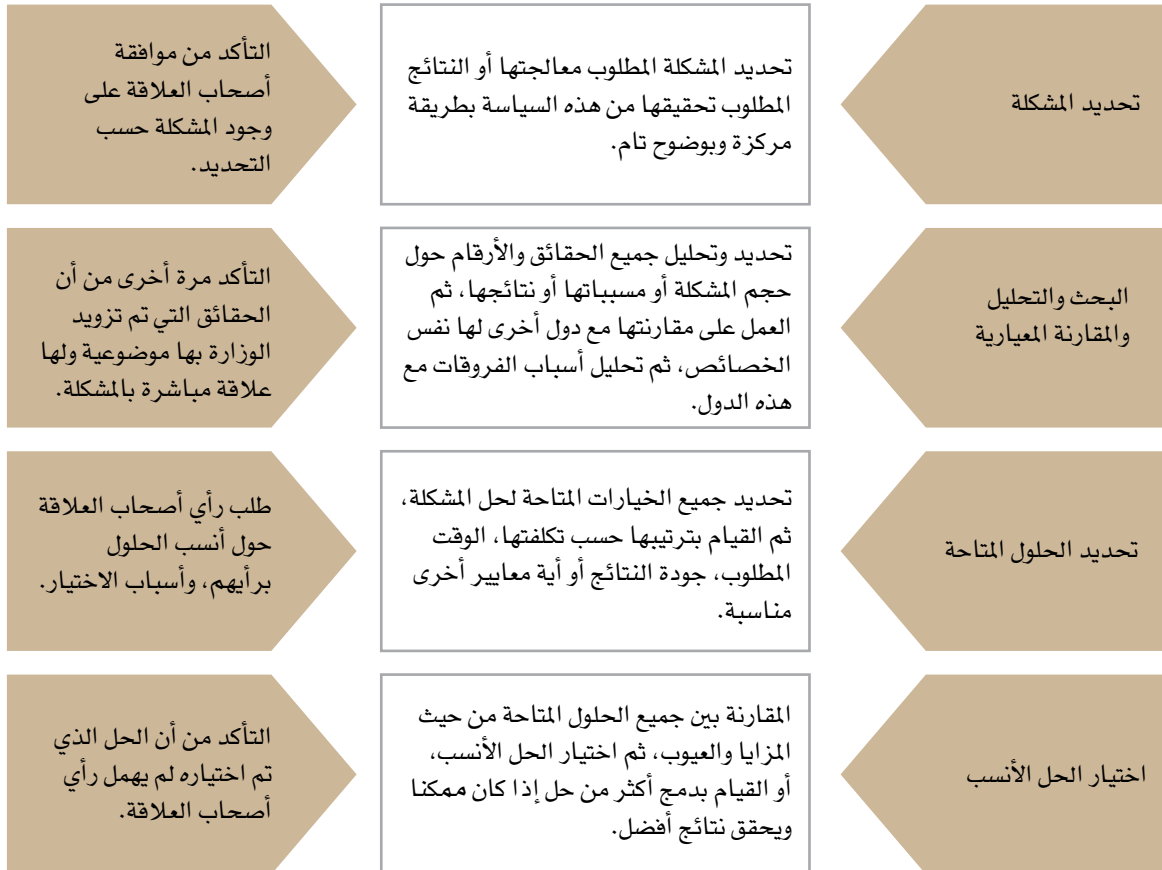 تحديد المشكلة
تحديد المشكلة المطلوب معالجتها أو النتائج
المطلوب تحقيقها من هذه السياسة بطريقة
مركزة وبوضوح تام.
التأكد من موافقة
أصحاب العلاقة على
وجود المشكلة حسب
التحديد.
البحث والتحليل
والمقارنة المعيارية
تحديد وتحليل جميع الحقائق والأرقام حول
حجم المشكلة أو مسبباتها أو نتائجها، ثم
العمل على مقارنتها مع دول أخرى لها نفس
الخصائص، ثم تحليل أسباب الفروقات مع
هذه الدول.
التأكد مرة أخرى من أن
الحقائق التي تم تزويد
الوزارة بها موضوعية ولها
علاقة مباشرة بالمشكلة.
تحديد الحلول المتاحة
تحديد جميع الخيارات المتاحة لحل المشكلة،
ثم القيام بترتيبها حسب تكلفتها، الوقت
المطلوب، جودة النتائج أو أية معايير أخرى
مناسبة.
طلب رأي أصحاب العلاقة
حول أنسب الحلول
برأيهم، وأسباب الاختيار.
اختيار الحل الأنسب
المقارنة بين جميع الحلول المتاحة من حيث
المزايا والعيوب، ثم اختيار الحل الأنسب،
أو القيام بدمج أكثر من حل إذا كان ممكنا
ويحقق نتائج أفضل.
التأكد من أن الحل الذي
تم اختياره لم يهمل رأي
أصحاب العلاقة.